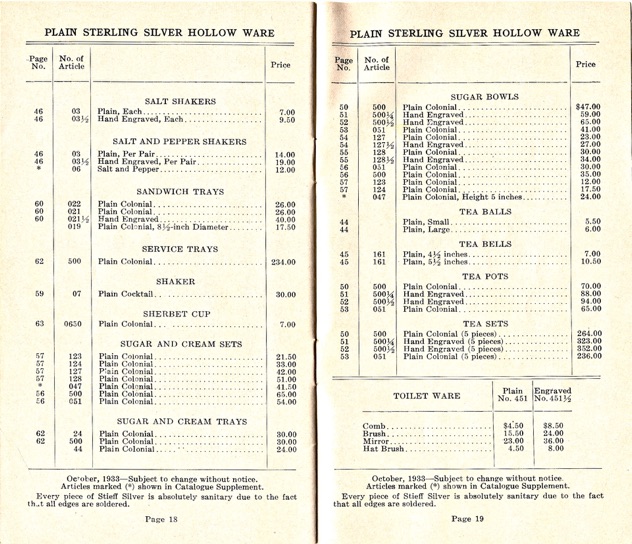 PLAIN STERLING SILVER HOLLOW WARE
Page No. No. of Article Price
SALT SHAKERS
46 03 Plain, Each 7.00
46 03½ Hand Engraved, Each 9.50
SALT AND PEPPER SHAKERS
46 03 Plain, Per Pair 14.00
46 03½ Hand Engraved, Per Pair 19.00
* 06 Salt and Pepper 12.00
SANDWICH TRAYS
60 022 Plain Colonial 26.00
60 021 Plain Colonial 26.00
60 021½ Hand Engraved 40.00
019 Plain Colonial, 8½-inch Diameter 17.50
SERVICE TRAYS
62 500 Plain Colonial 234.00
SHAKER
59 07 Plain Cocktail 30.00
SHERBET CUP
63 0650 Plain Colonial 7.00
SUGAR AND CREAM SETS
57 123 Plain Colonial 21.50
57 124 Plain Colonial 33.00
57 127 Plain Colonial 42.00
57 128 Plain Colonial 51.00
* 047 Plain Colonial 41.50
56 500 Plain Colonial 65.00
56 051 Plain Colonial 54.00
SUGAR AND CREAM TRAYS
62 24 Plain Colonial 30.00
62 500 Plain Colonial 30.00
44 Plain Colonial 24.00
October, 1933—Subject to change without notice.
Articles marked (*) shown in Catalogue Supplement.
Every piece of Stieff Silver is absolutely sanitary due to the fact
that all edges are soldered.
Page 18
PLAIN STERLING SILVER HOLLOW WARE
Page No. No. of Article Price
SUGAR BOWLS
50 500 Plain Colonial $47.00
51 500¼ Hand Engraved 59.00
52 500½ Hand Engraved 65.00
53 051 Plain Colonial 41.00
54 127 Plain Colonial 23.00
54 127½ Hand Engraved 27.00
55 128 Plain Colonial 30.00
55 128½ Hand Engraved 34.00
56 051 Plain Colonial 30.00
56 500 Plain Colonial 35.00
57 123 Plain Colonial 12.00
57 124 Plain Colonial 17.50
* 047 Plain Colonial, Height 5 inches 24.00
TEA BALLS
44 Plain, Small 5.50
44 Plain, Large 6.00
TEA BELLS
45 161 Plain, 4½ inches 7.00
45 161 Plain, 5½ inches 10.50
TEA POTS
50 500 Plain Colonial 70.00
51 500¼ Hand Engraved 88.00
52 500½ Hand Engraved 94.00
53 051 Plain Colonial 65.00
TEA SETS
50 500 Plain Colonial (5 pieces) 264.00
51 500¼ Hand Engraved (5 pieces) 323.00
52 500½ Hand Engraved (5 pieces) 352.00
53 051 Plain Colonial (5 pieces) 236.00
TOILET WARE Plain No. 451 Engraved No. 451½
Comb $4.50 $8.50
Brush 15.50 24.00
Mirror 23.00 36.00
Hat Brush 4.50 8.00
October, 1933—Subject to change without notice.
Articles marked (*) shown in Catalogue Supplement.
Every piece of Stieff Silver is absolutely sanitary due to the fact
that all edges are soldered.
Page 19